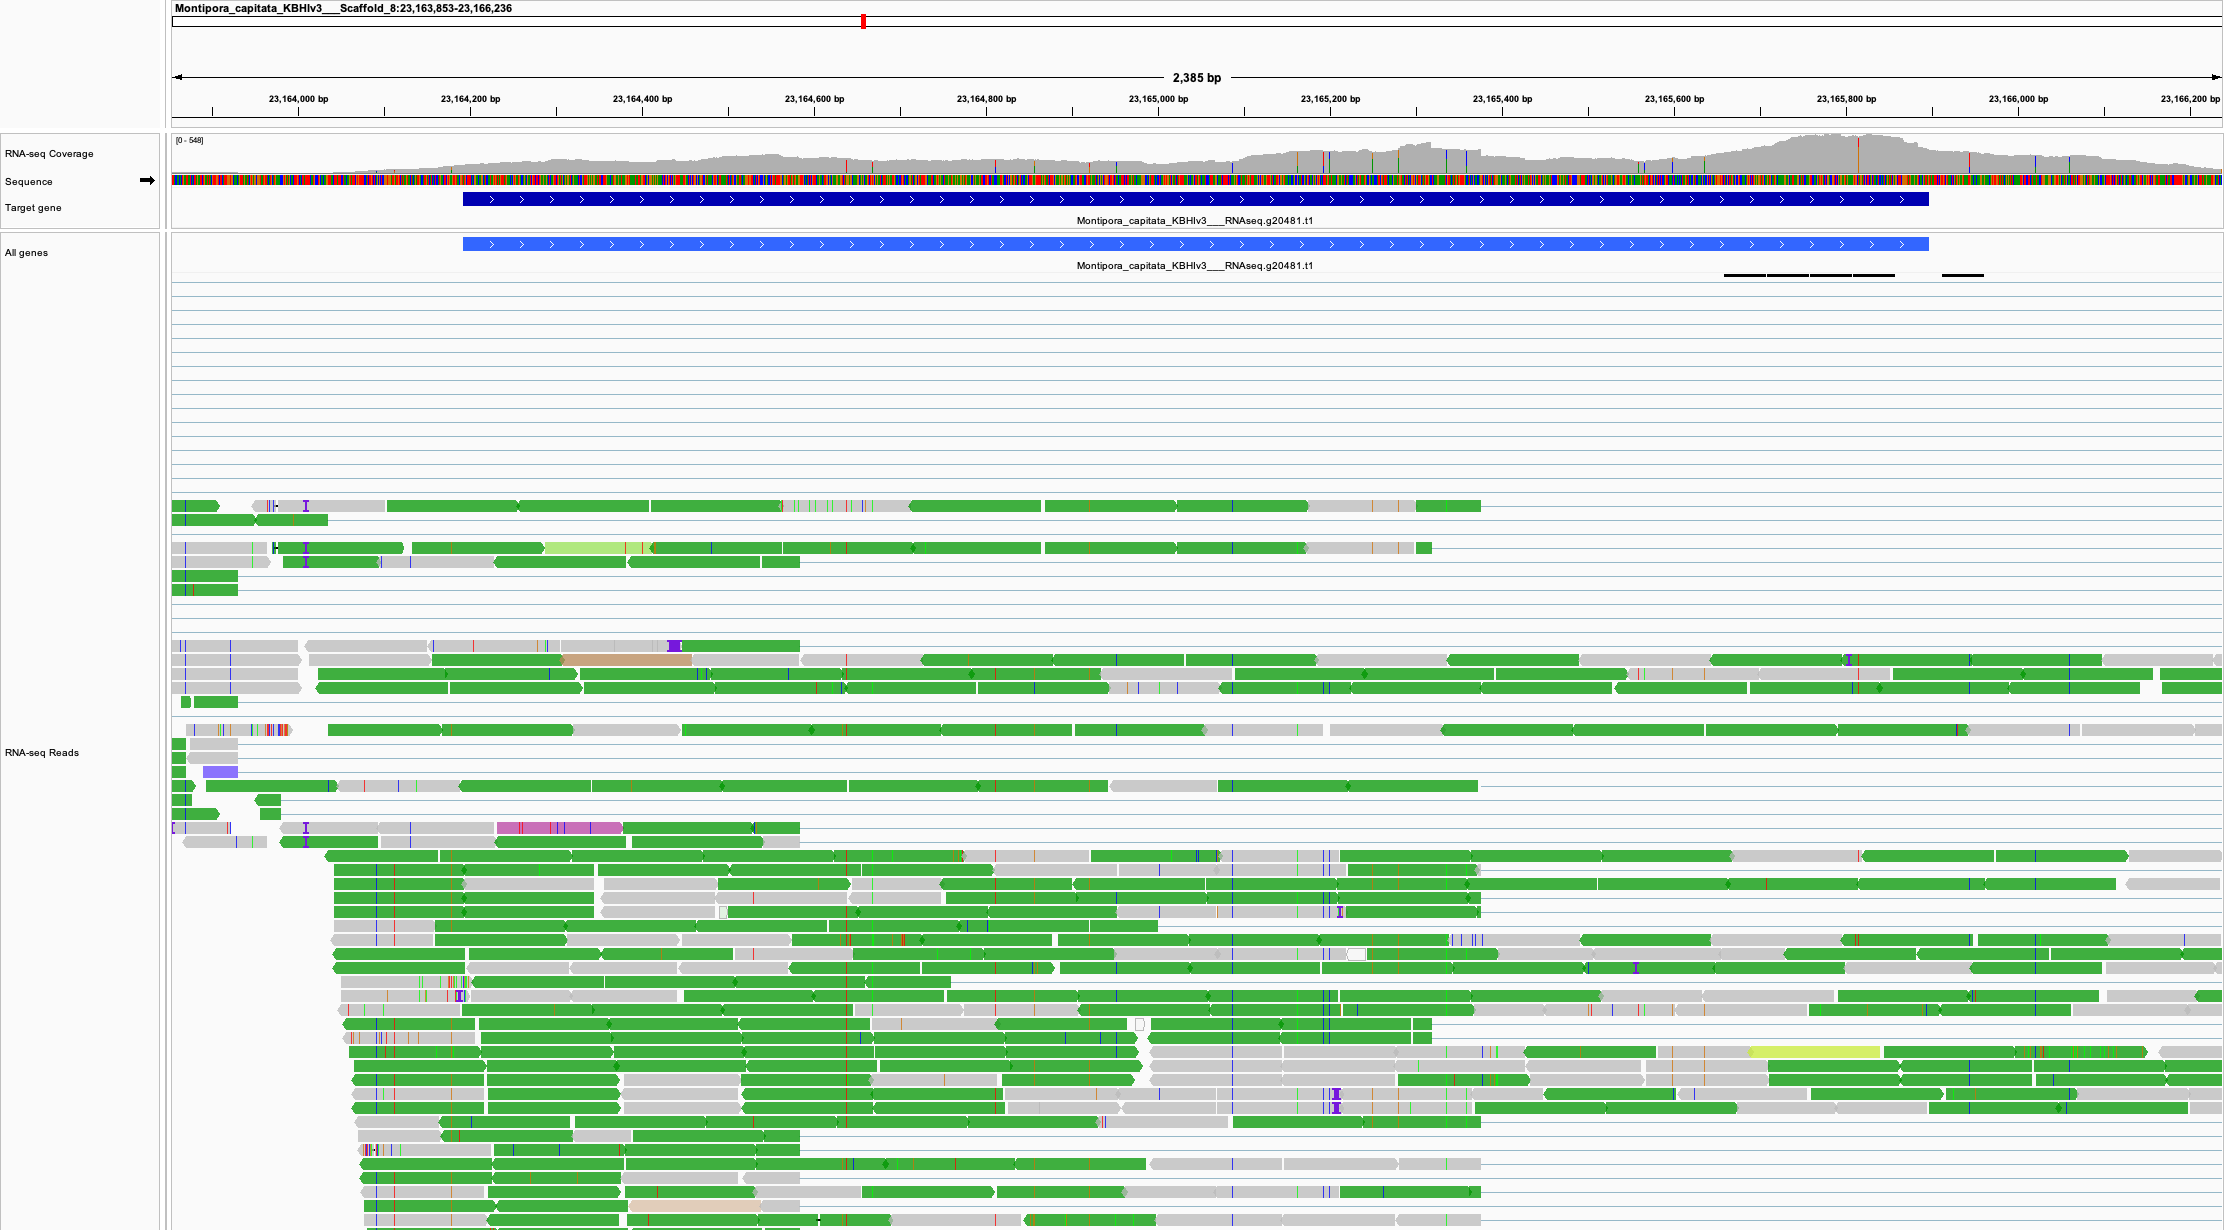 Montipora_capitata_KBHIv3___Scaffold_8:23,163,853-23,166,236
2,385 bp
23,164,000 bp 23,164,200 bp 23,164,400 bp 23,164,600 bp 23,164,800 bp 23,165,000 bp 23,165,200 bp 23,165,400 bp 23,165,600 bp 23,165,800 bp 23,166,000 bp 23,166,200 bp
[0 - 548]
RNA-seq Coverage
Sequence
Target gene
Montipora_capitata_KBHIv3___RNAseq.g20481.t1
All genes
Montipora_capitata_KBHIv3___RNAseq.g20481.t1
RNA-seq Reads